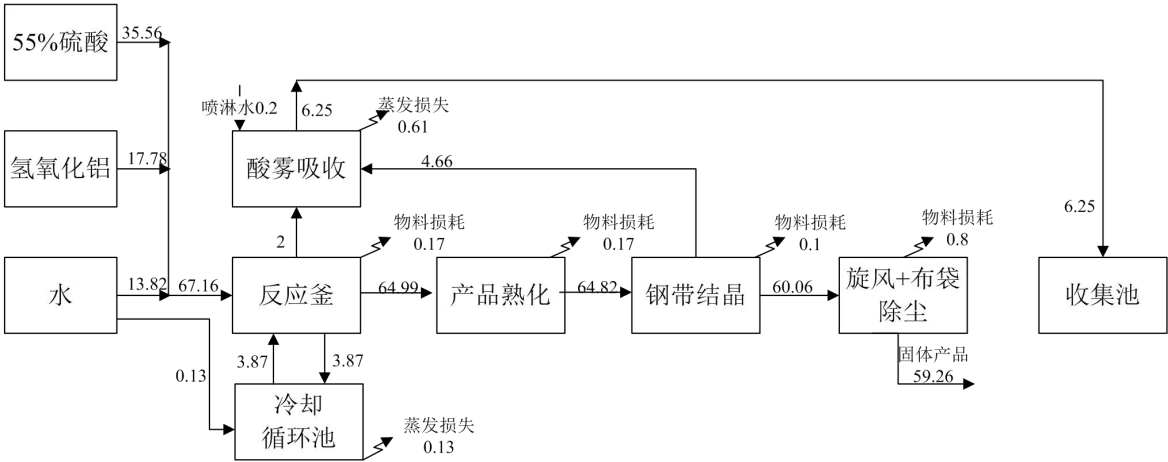 55%硫酸
35.56
喷淋水0.2
6.25
蒸发损失
0.61
氢氧化铝
17.78
酸雾吸收
4.66
2
物料损耗
0.17
物料损耗
0.17
物料损耗
0.1
物料损耗
0.8
6.25
水
13.82
67.16
反应釜
64.99
产品熟化
64.82
钢带结晶
60.06
旋风+布袋
除尘
收集池
0.13
3.87
3.87
固体产品
59.26
冷却
循环池
蒸发损失
0.13